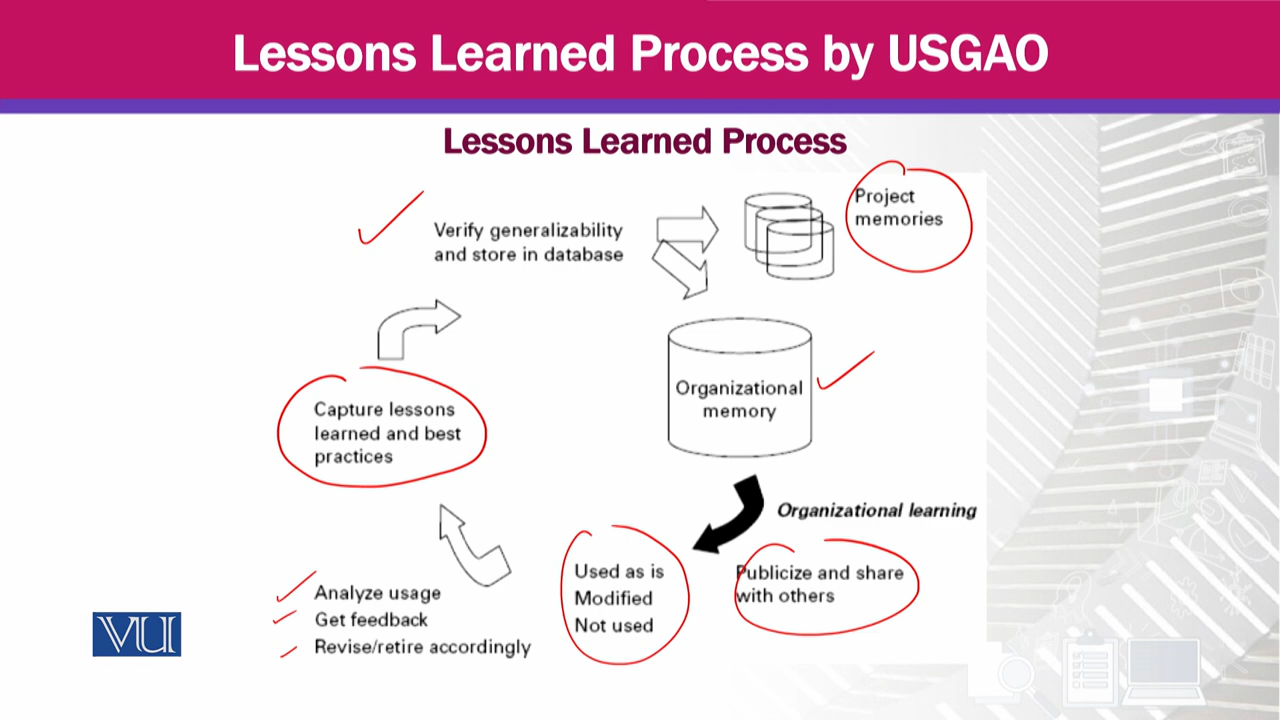 Lessons Learned Process by USGAO
Lessons Learned Process
Verify generalizability
and store in database
Project
memories
Organizational
memory
Capture lessons
learned and best
practices
Organizational learning
Publicize and share
with others
Used as is
Modified
Not used
Analyze usage
Get feedback
Revise/retire accordingly
VU